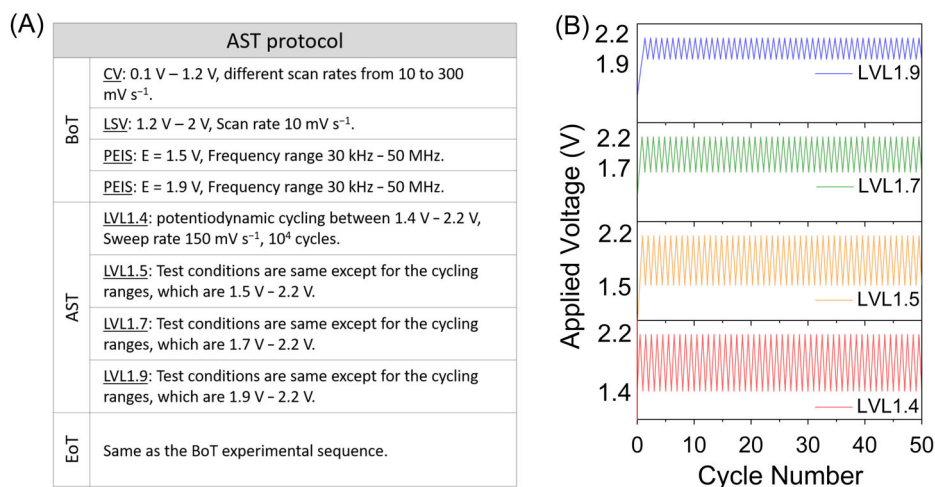 (A)
AST protocol
BoT
CV: 0.1 V – 1.2 V, different scan rates from 10 to 300
mV s⁻¹.
LSV: 1.2 V – 2 V, Scan rate 10 mV s⁻¹.
PEIS: E = 1.5 V, Frequency range 30 kHz – 50 MHz.
PEIS: E = 1.9 V, Frequency range 30 kHz – 50 MHz.
AST
LVL1.4: potentiodynamic cycling between 1.4 V – 2.2 V,
Sweep rate 150 mV s⁻¹, 10⁴ cycles.
LVL1.5: Test conditions are same except for the cycling
ranges, which are 1.5 V – 2.2 V.
LVL1.7: Test conditions are same except for the cycling
ranges, which are 1.7 V – 2.2 V.
LVL1.9: Test conditions are same except for the cycling
ranges, which are 1.9 V – 2.2 V.
EoT
Same as the BoT experimental sequence.
(B)
Applied Voltage (V)
2.2
1.9
LVL1.9
2.2
1.7
LVL1.7
2.2
1.5
LVL1.5
2.2
1.4
LVL1.4
0 10 20 30 40 50
Cycle Number